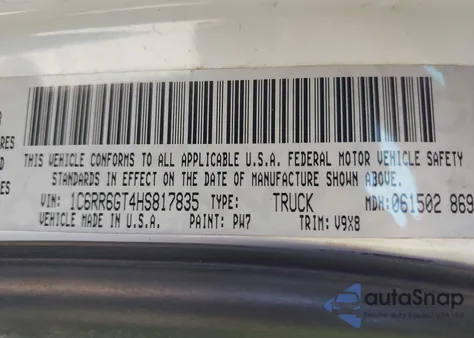 RES
D
THIS VEHICLE CONFORMS TO ALL APPLICABLE U.S.A. FEDERAL MOTOR VEHICLE SAFETY
STANDARDS IN EFFECT ON THE DATE OF MANUFACTURE SHOWN ABOVE.
VIN: 1C6RR6GT4HS817835 TYPE: TRUCK MDH: 061502 869
VEHICLE MADE IN U.S.A. PAINT: PW7 TRIM: V9X8
autoSnap